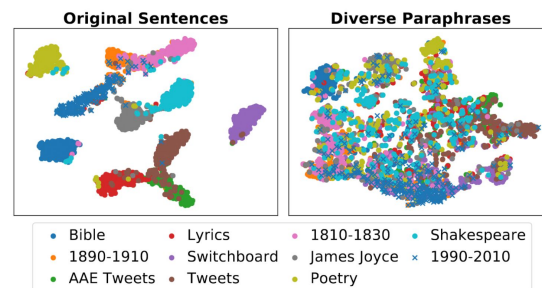 Original Sentences
Diverse Paraphrases
Bible
Lyrics
1810-1830
Shakespeare
1890-1910
Switchboard
James Joyce
1990-2010
AAE Tweets
Tweets
Poetry